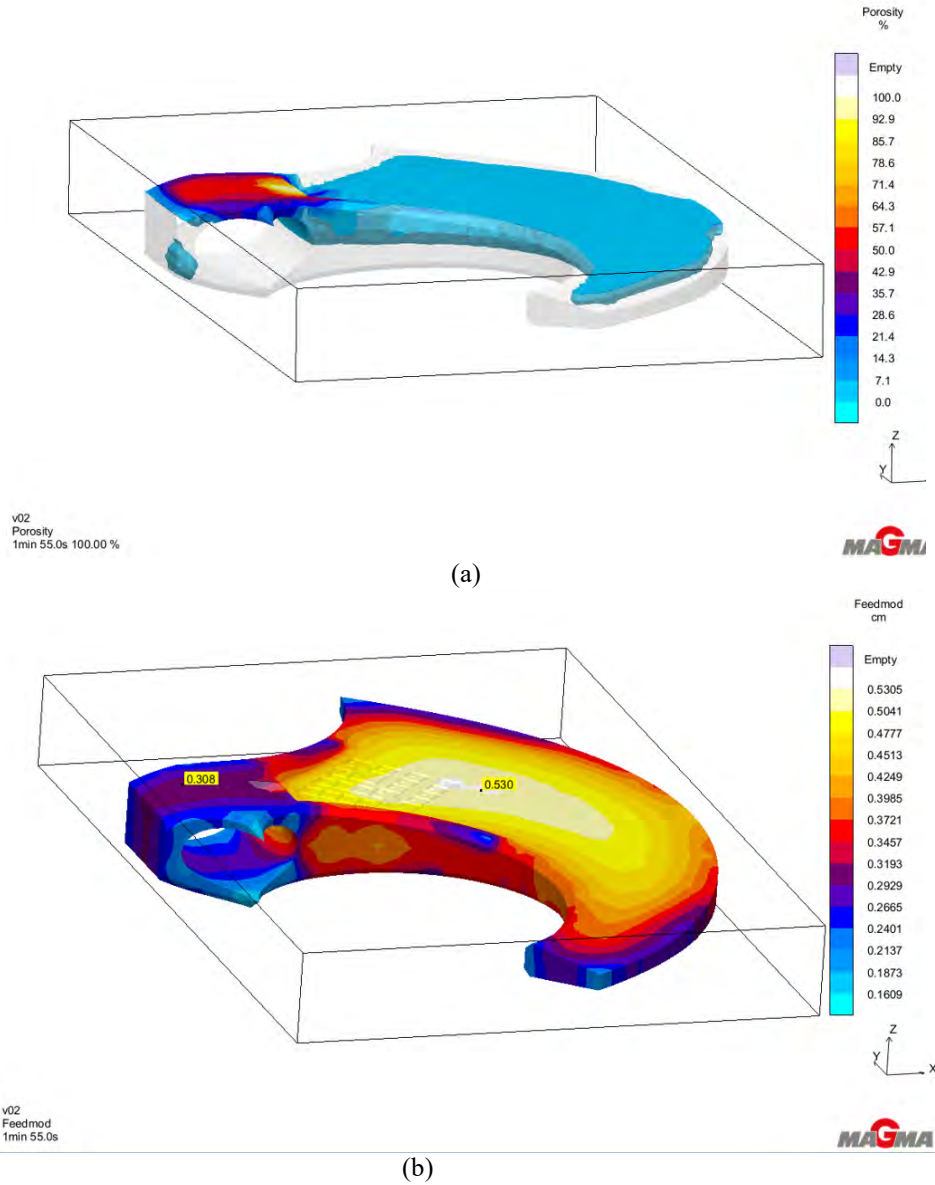 Porosity
%
Empty
100.0
92.9
85.7
78.6
71.4
64.3
57.1
50.0
42.9
35.7
28.6
21.4
14.3
7.1
0.0
Z
Y
v02
Porosity
1min 55.0s 100.00 %
MAGMA
(a)
Feedmod
cm
Empty
0.5305
0.5041
0.4777
0.4513
0.4249
0.3985
0.3721
0.3457
0.3193
0.2929
0.2665
0.2401
0.2137
0.1873
0.1609
0.308
0.530
Z
Y
X
v02
Feedmod
1min 55.0s
MAGMA
(b)